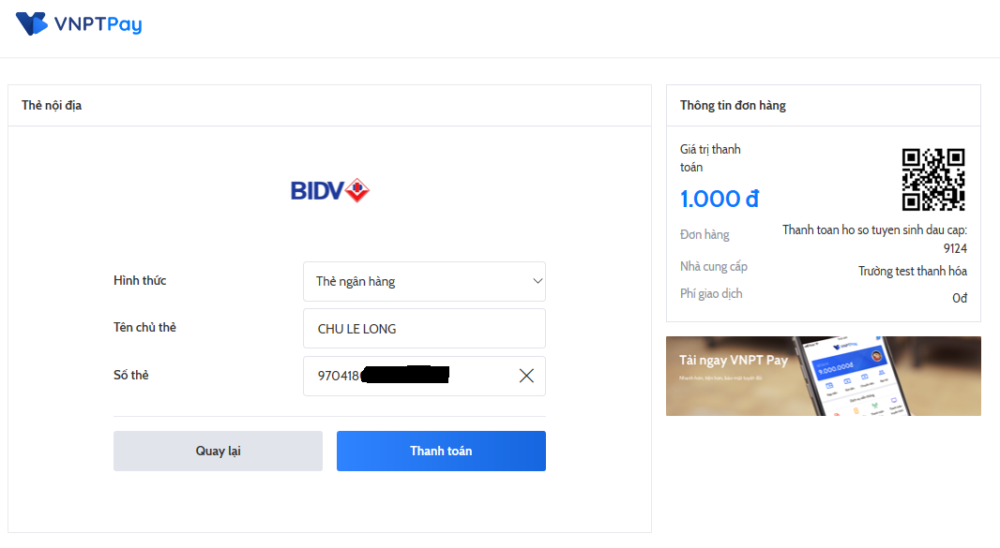 VNPTPay
Thẻ nội địa
BIDV
Hình thức
Thẻ ngân hàng
Tên chủ thẻ
CHU LE LONG
Số thẻ
970418
Quay lại
Thanh toán
Thông tin đơn hàng
Giá trị thanh
toán
1.000 đ
Đơn hàng
Thanh toan ho so tuyen sinh dau cap:
9124
Nhà cung cấp
Trường test thanh hóa
Phí giao dịch
0đ
Tải ngay VNPT Pay
9,000,000đ